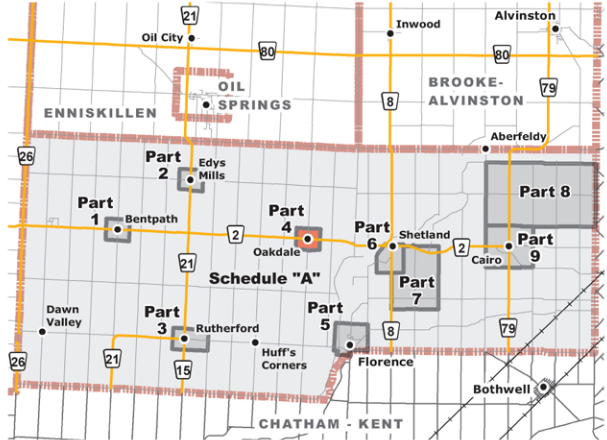 21
Oil City
Inwood
Alvinston
80
80
OIL
SPRINGS
BROOKE-
ALVINSTON
79
8
ENNISKILLEN
Aberfeldy
26
Part
2
Edys
Mills
Part 8
Part
1
Bentpath
Part
4
Part
6
Shetland
2
2
Oakdale
Cairo
Part
9
21
Schedule "A"
Part
7
Dawn
Valley
Part
3
Rutherford
Part
5
8
79
26
21
15
Huff's
Corners
Florence
Bothwell
CHATHAM - KENT